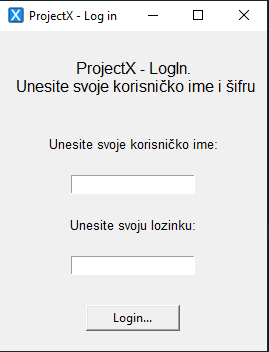 ProjectX - Log in
ProjectX - LogIn.
Unesite svoje korisničko ime i šifru
Unesite svoje korisničko ime:
Unesite svoju lozinku:
Login...